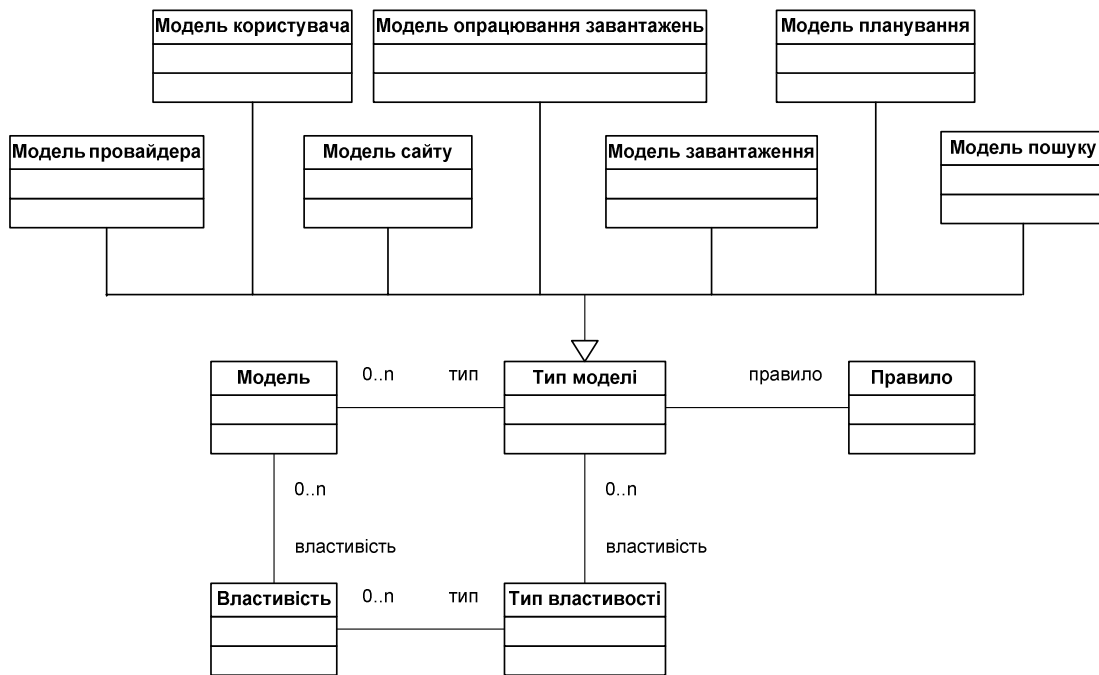 Модель користувача
Модель опрацювання завантажень
Модель планування
Модель провайдера
Модель сайту
Модель завантаження
Модель пошуку
Модель
0..n
тип
Тип моделі
правило
Правило
0..n
0..n
властивість
властивість
Властивість
0..n
тип
Тип властивості